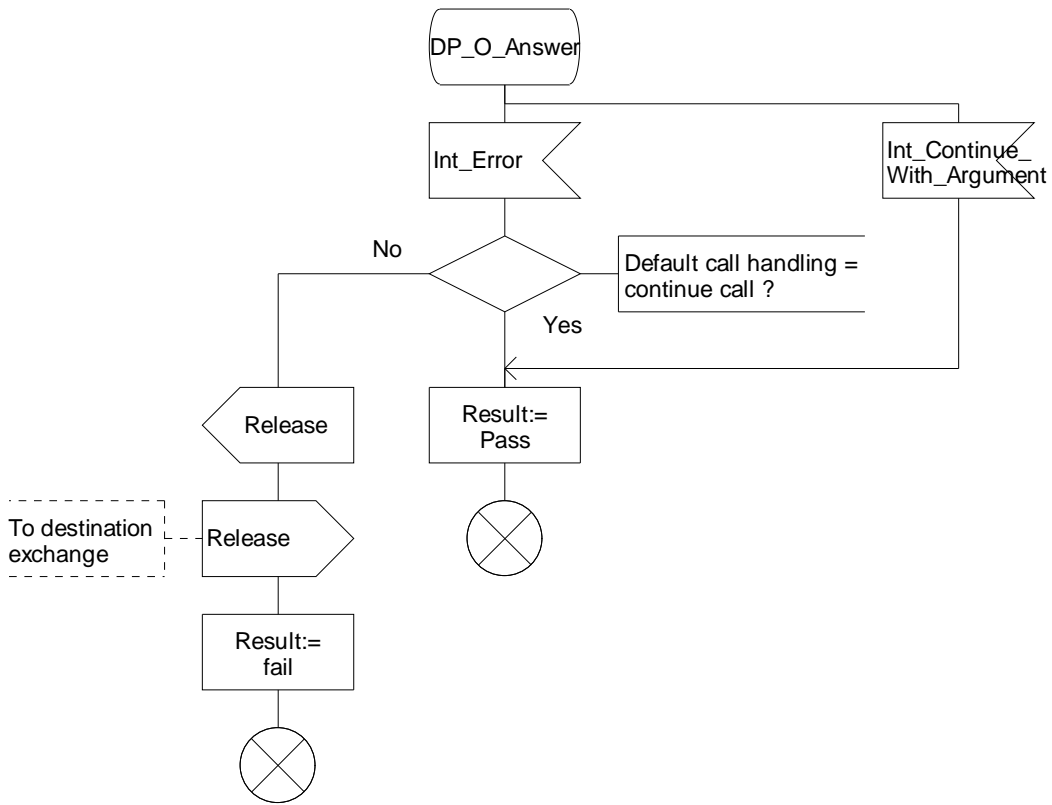 DP_O_Answer
Int_Error
Int_Continue_
With_Argument
No
Default call handling =
continue call ?
Yes
Release
Result:=
Pass
To destination
exchange
Release
Result:=
fail